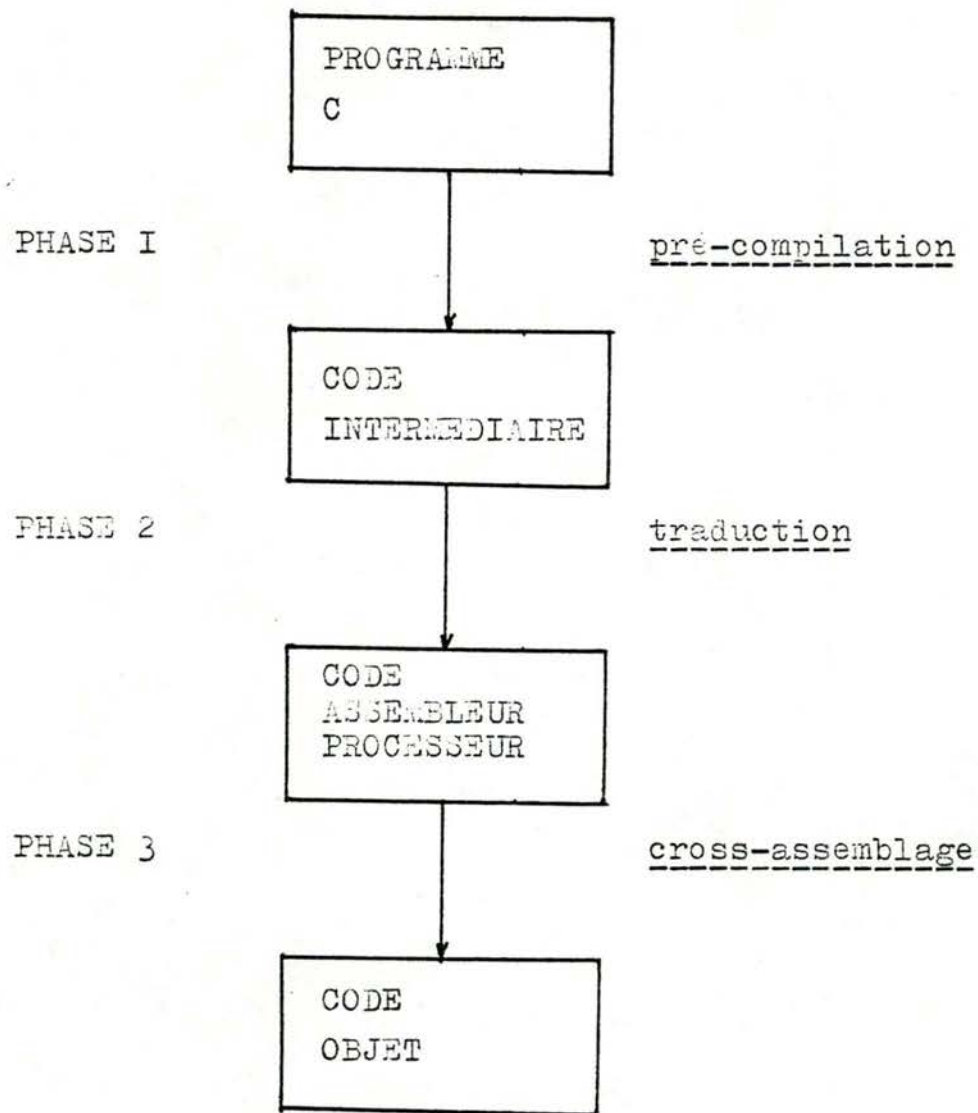 PROGRAMME
C
PHASE I
pré-compilation
CODE
INTERMEDIAIRE
PHASE 2
traduction
CODE
ASSEMBLEUR
PROCESSEUR
PHASE 3
cross-assemblage
CODE
OBJET